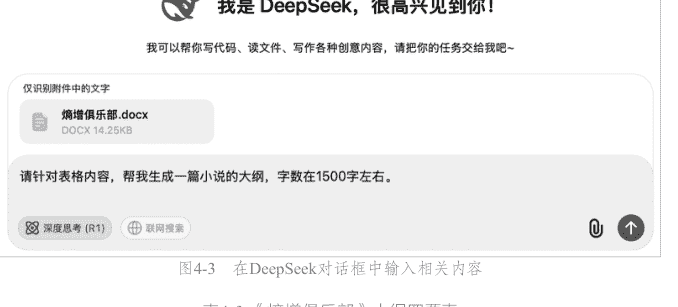 我是 DeepSeek，很高兴见到你！
我可以帮你写代码、读文件、写作各种创意内容，请把你的任务交给我吧~
仅识别附件中的文字
熵增俱乐部.docx
DOCX 14.25KB
请针对表格内容，帮我生成一篇小说的大纲，字数在1500字左右。
深度思考 (R1)
联网搜索
图4-3 在DeepSeek对话框中输入相关内容